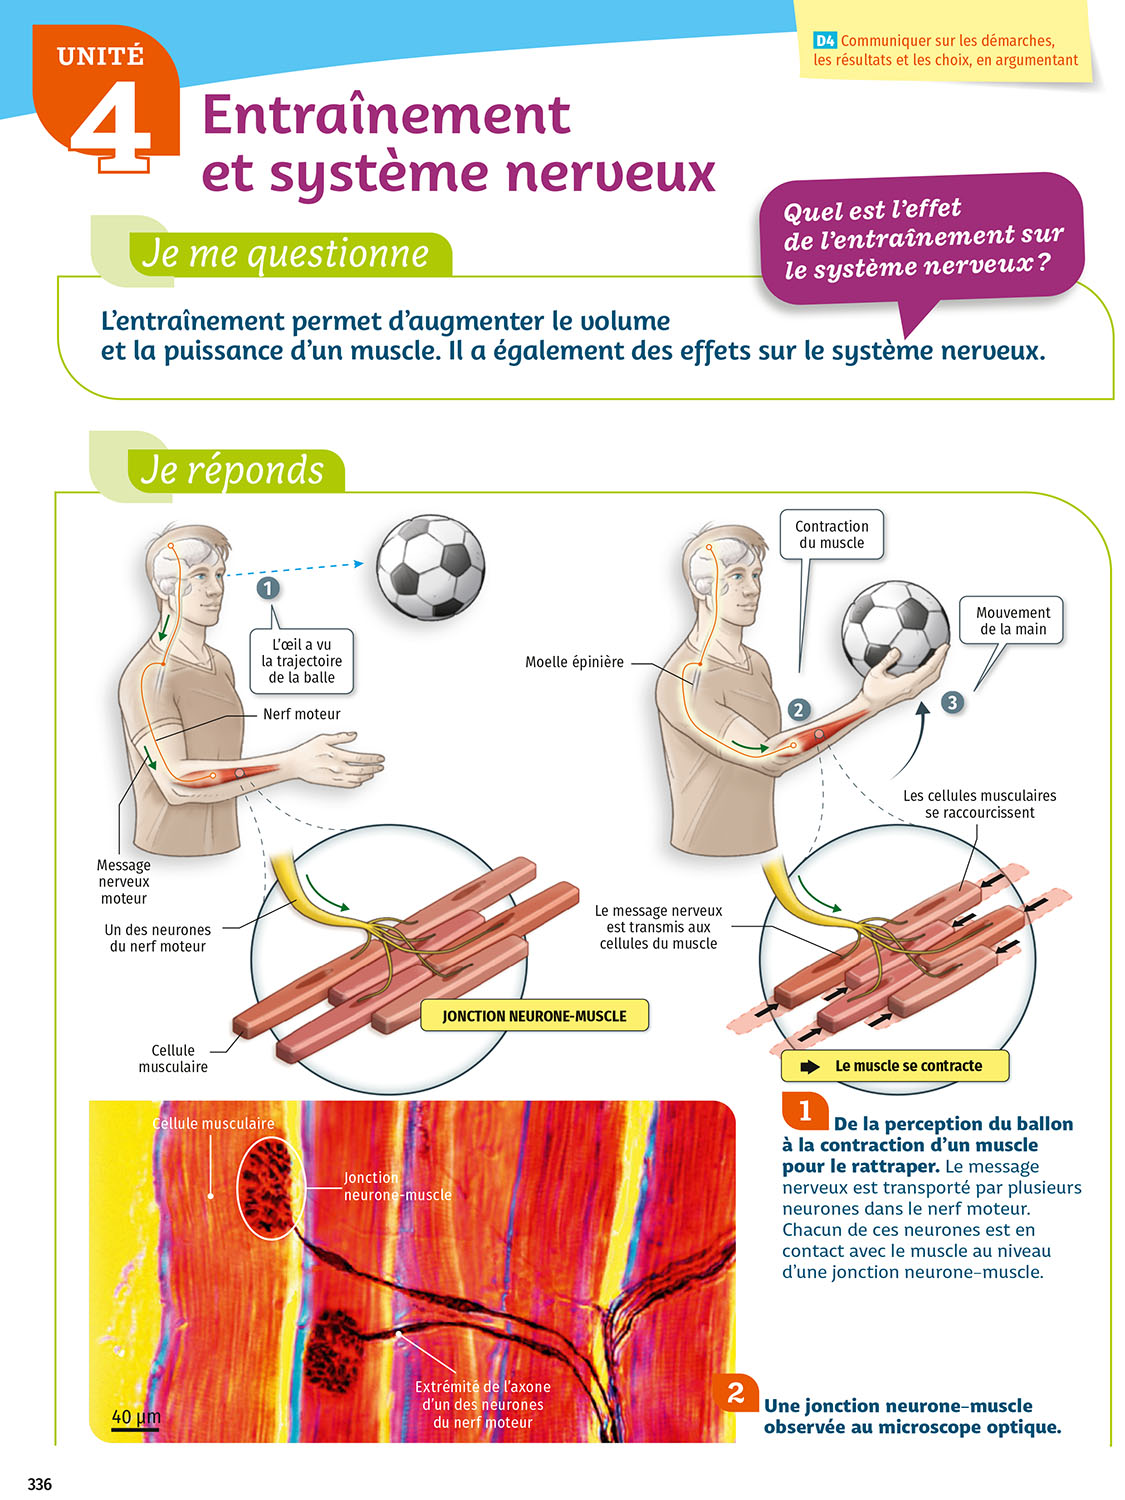 UNITÉ
4
D4 Communiquer sur les démarches,
les résultats et les choix, en argumentant
Entraînement
et système nerveux
Quel est l'effet
de l'entraînement sur
le système nerveux ?
Je me questionne
L'entraînement permet d'augmenter le volume
et la puissance d'un muscle. Il a également des effets sur le système nerveux.
Je réponds
1
L'œil a vu
la trajectoire
de la balle
Nerf moteur
Message
nerveux
moteur
Un des neurones
du nerf moteur
Cellule
musculaire
JONCTION NEURONE-MUSCLE
Contraction
du muscle
Mouvement
de la main
Moelle épinière
2
3
Les cellules musculaires
se raccourcissent
Le message nerveux
est transmis aux
cellules du muscle
Le muscle se contracte
1 De la perception du ballon
à la contraction d'un muscle
pour le rattraper. Le message
nerveux est transporté par plusieurs
neurones dans le nerf moteur.
Chacun de ces neurones est en
contact avec le muscle au niveau
d'une jonction neurone-muscle.
Cellule musculaire
Jonction
neurone-muscle
Extrémité de l'axone
d'un des neurones
du nerf moteur
40 µm
2 Une jonction neurone-muscle
observée au microscope optique.
336